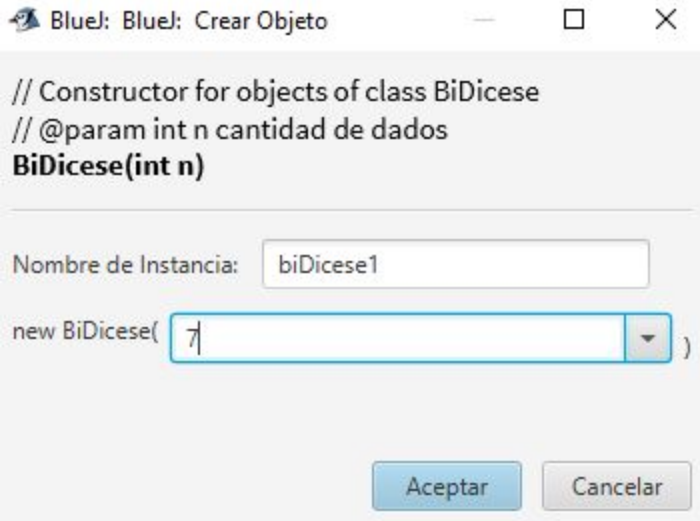 BlueJ: BlueJ: Crear Objeto
// Constructor for objects of class BiDicese
// @param int n cantidad de dados
BiDicese(int n)
Nombre de Instancia: biDicese1
new BiDicese( 7 )
Aceptar Cancelar